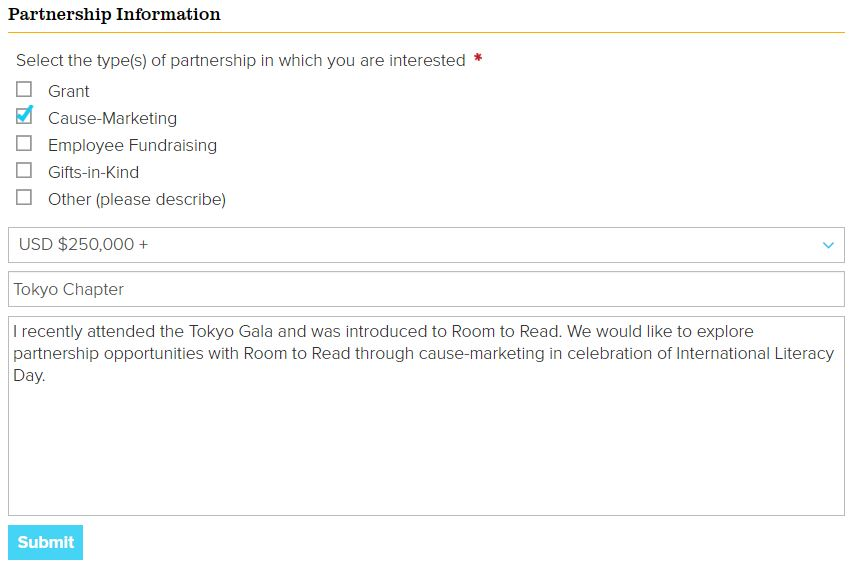 Partnership Information
Select the type(s) of partnership in which you are interested *
Grant
Cause-Marketing
Employee Fundraising
Gifts-in-Kind
Other (please describe)
USD $250,000 +
Tokyo Chapter
I recently attended the Tokyo Gala and was introduced to Room to Read. We would like to explore
partnership opportunities with Room to Read through cause-marketing in celebration of International Literacy
Day.
Submit